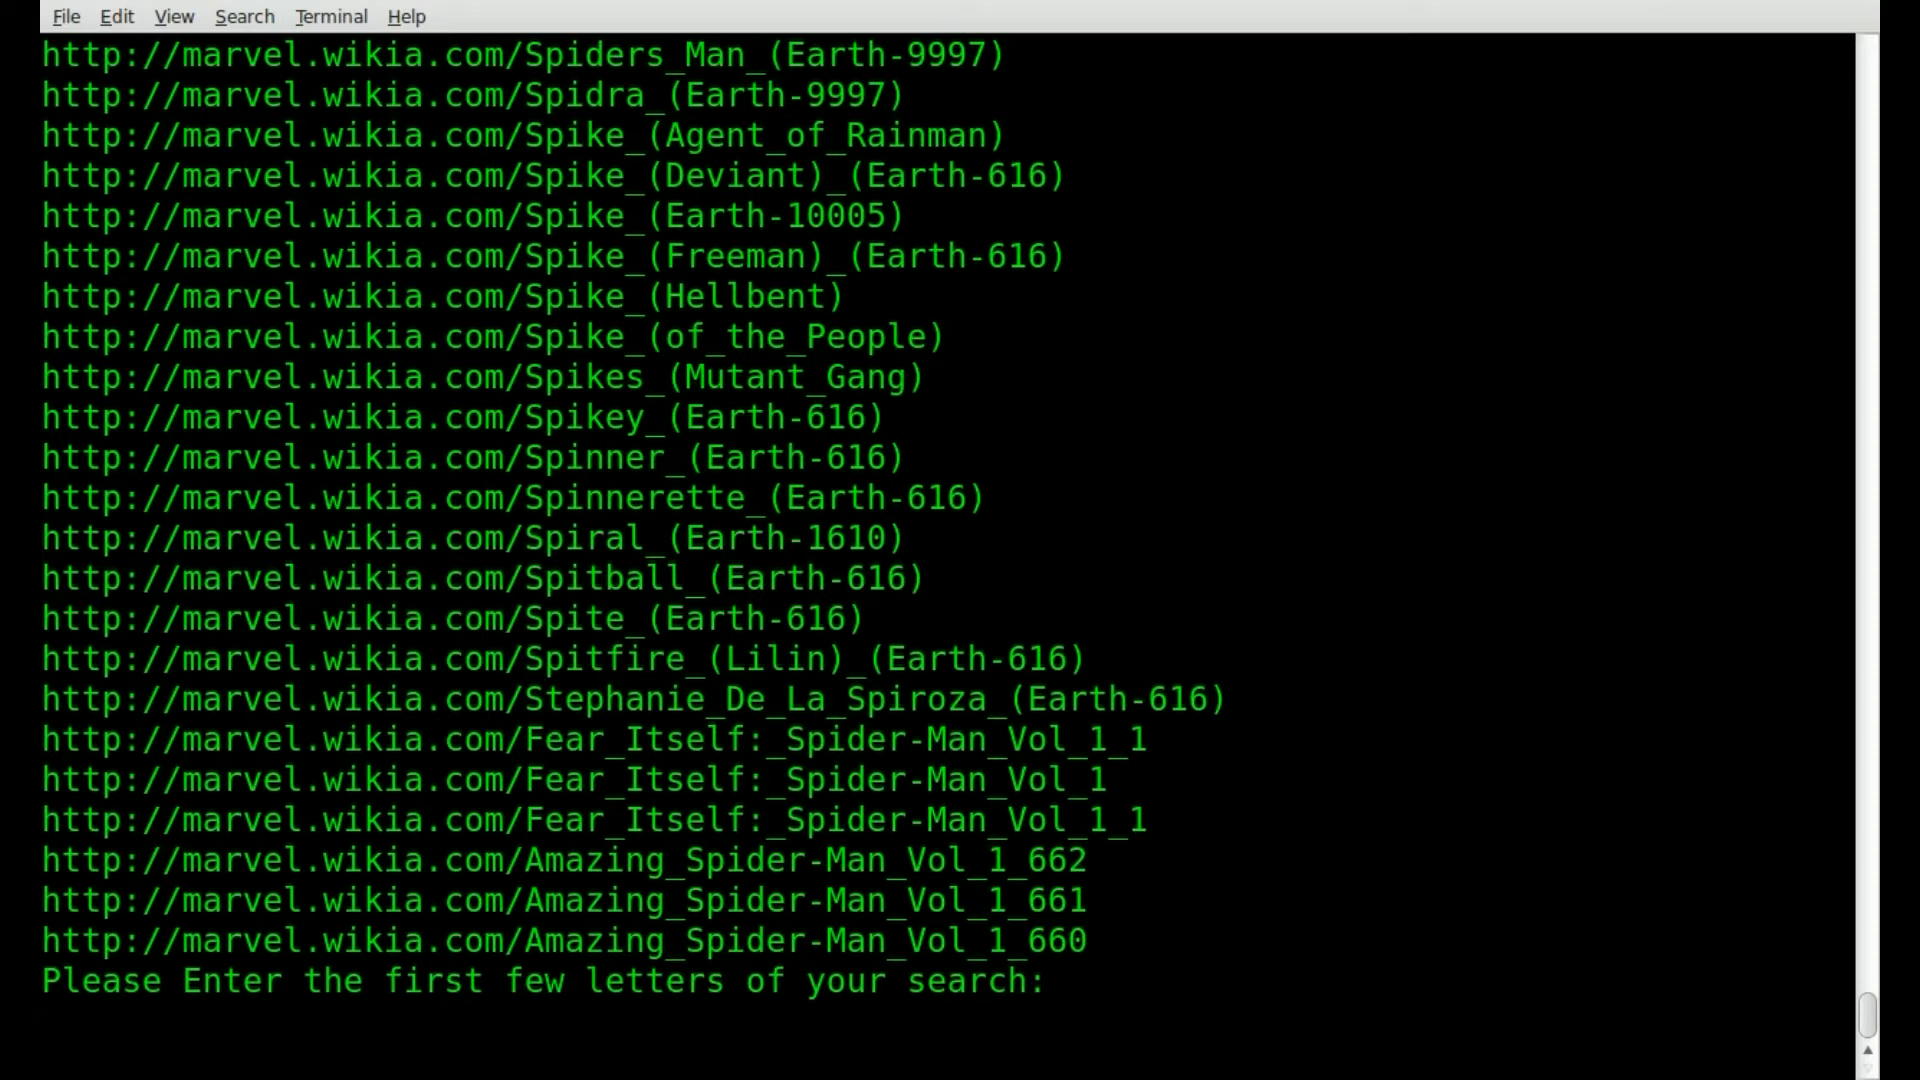 File Edit View Search Terminal Help
http://marvel.wikia.com/Spiders_Man_(Earth-9997)
http://marvel.wikia.com/Spidra_(Earth-9997)
http://marvel.wikia.com/Spike_(Agent_of_Rainman)
http://marvel.wikia.com/Spike_(Deviant)_(Earth-616)
http://marvel.wikia.com/Spike_(Earth-10005)
http://marvel.wikia.com/Spike_(Freeman)_(Earth-616)
http://marvel.wikia.com/Spike_(Hellbent)
http://marvel.wikia.com/Spike_(of_the_People)
http://marvel.wikia.com/Spikes_(Mutant_Gang)
http://marvel.wikia.com/Spikey_(Earth-616)
http://marvel.wikia.com/Spinner_(Earth-616)
http://marvel.wikia.com/Spinnerette_(Earth-616)
http://marvel.wikia.com/Spiral_(Earth-1610)
http://marvel.wikia.com/Spitball_(Earth-616)
http://marvel.wikia.com/Spite_(Earth-616)
http://marvel.wikia.com/Spitfire_(Lilin)_(Earth-616)
http://marvel.wikia.com/Stephanie_De_La_Spiroza_(Earth-616)
http://marvel.wikia.com/Fear_Itself:_Spider-Man_Vol_1_1
http://marvel.wikia.com/Fear_Itself:_Spider-Man_Vol_1
http://marvel.wikia.com/Fear_Itself:_Spider-Man_Vol_1_1
http://marvel.wikia.com/Amazing_Spider-Man_Vol_1_662
http://marvel.wikia.com/Amazing_Spider-Man_Vol_1_661
http://marvel.wikia.com/Amazing_Spider-Man_Vol_1_660
Please Enter the first few letters of your search: